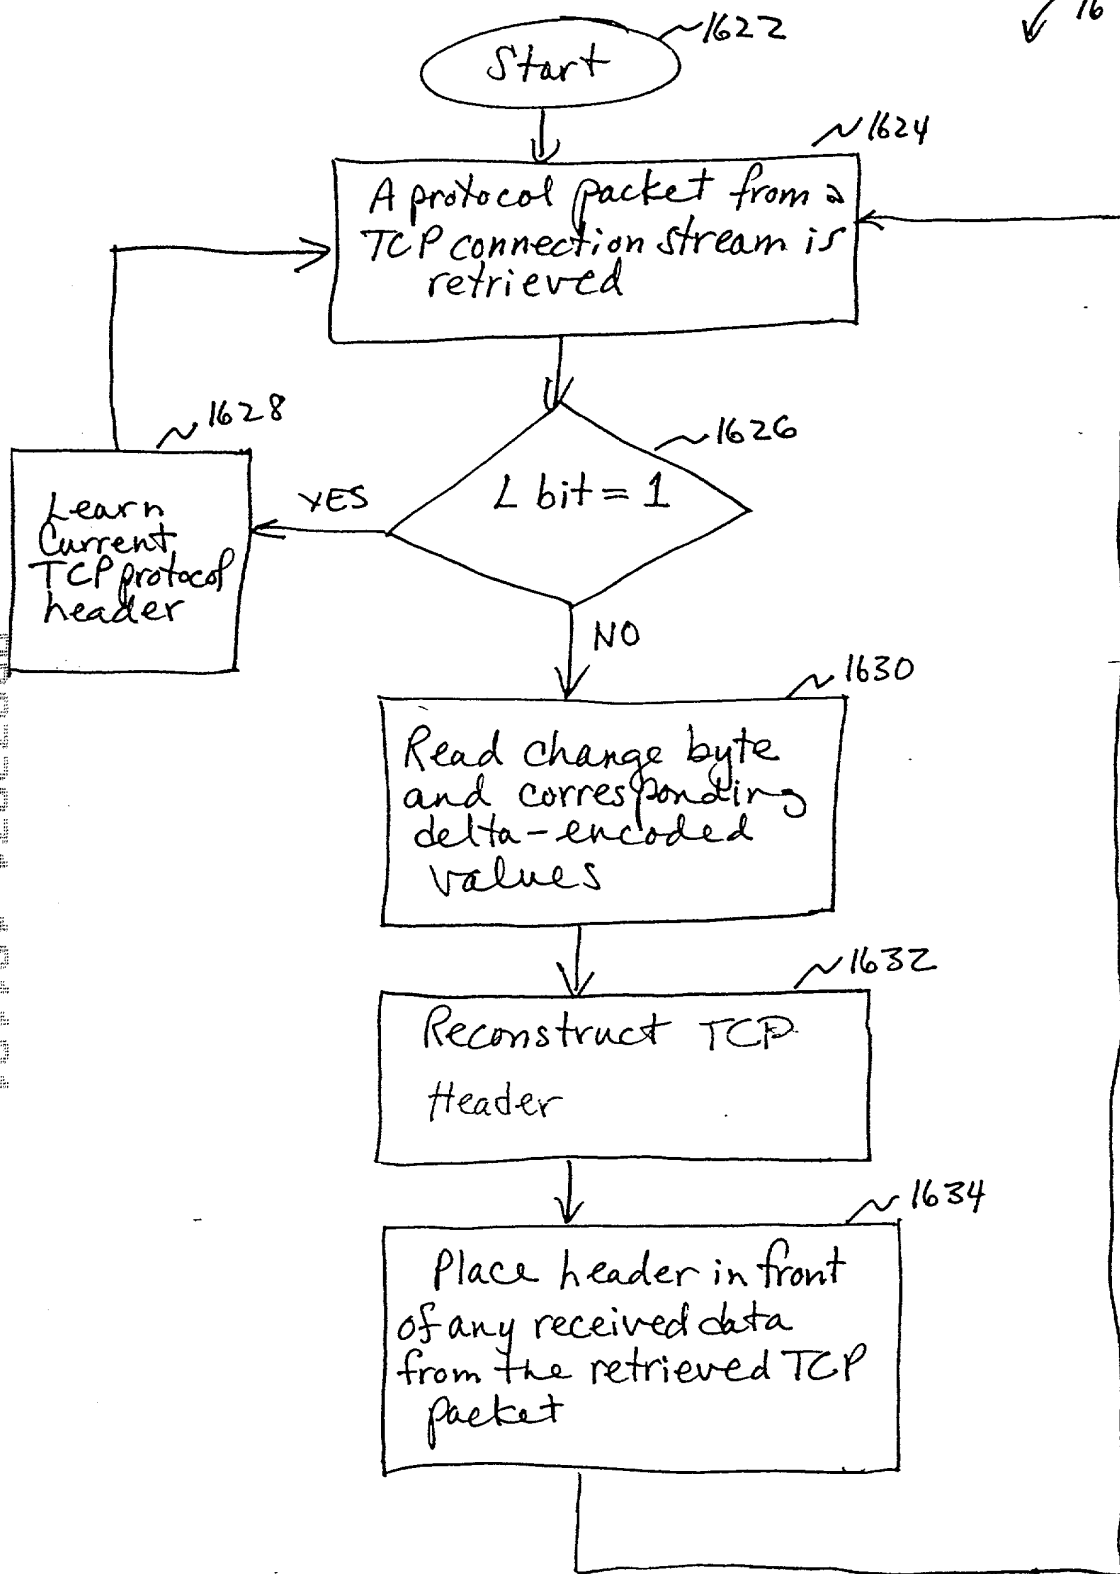 16
1622
Start
1624
A protocol packet from a
TCP connection stream is
retrieved
1628
1626
Learn
Current
TCP protocol
header
YES
L bit = 1
NO
1630
Read change byte
and corresponding
delta-encoded
values
1632
Reconstruct TCP
Header
1634
Place header in front
of any received data
from the retrieved TCP
packet